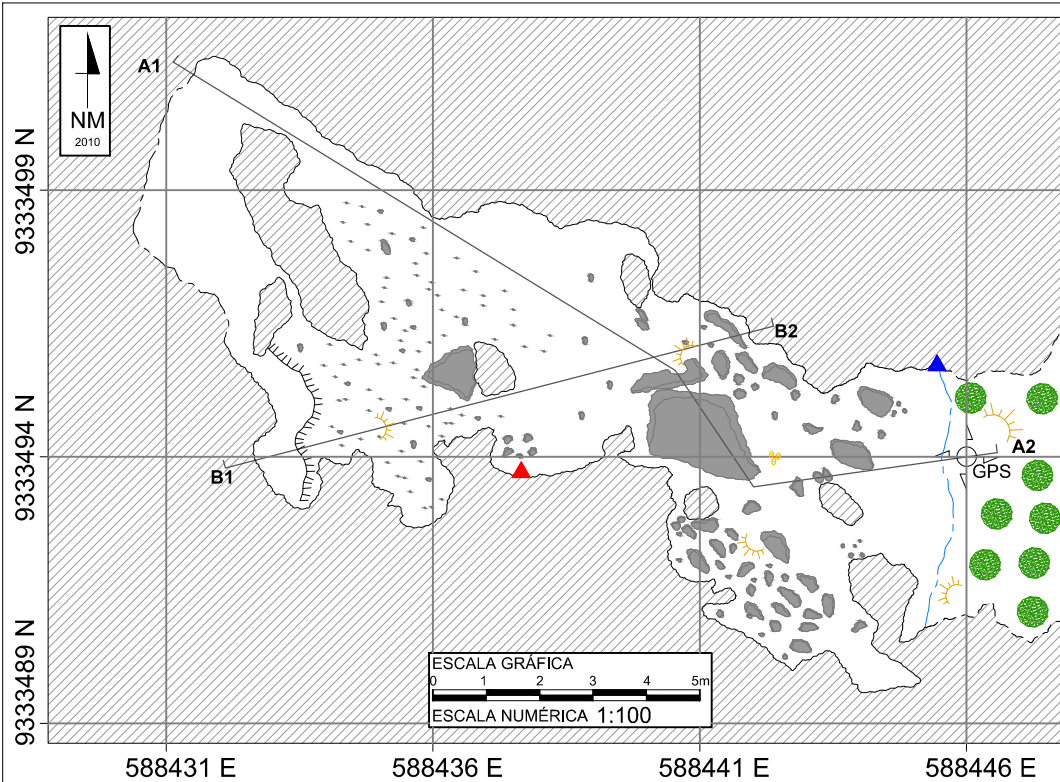 A1
NM
2010
9333499 N
B2
B1
A2
GPS
9333494 N
9333489 N
ESCALA GRÁFICA
0 1 2 3 4 5m
ESCALA NUMÉRICA 1:100
588431 E 588436 E 588441 E 588446 E